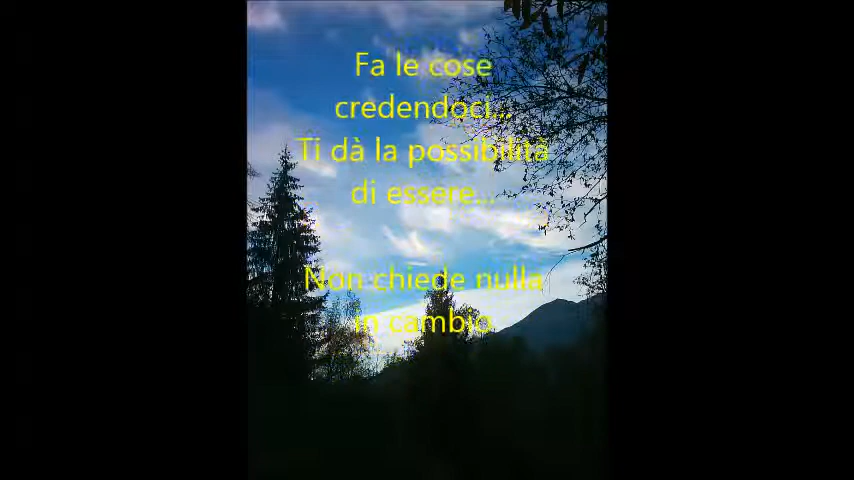 Fa le cose
credendoci...
Ti dà la possibilità
di essere...
Non chiede nulla
in cambio